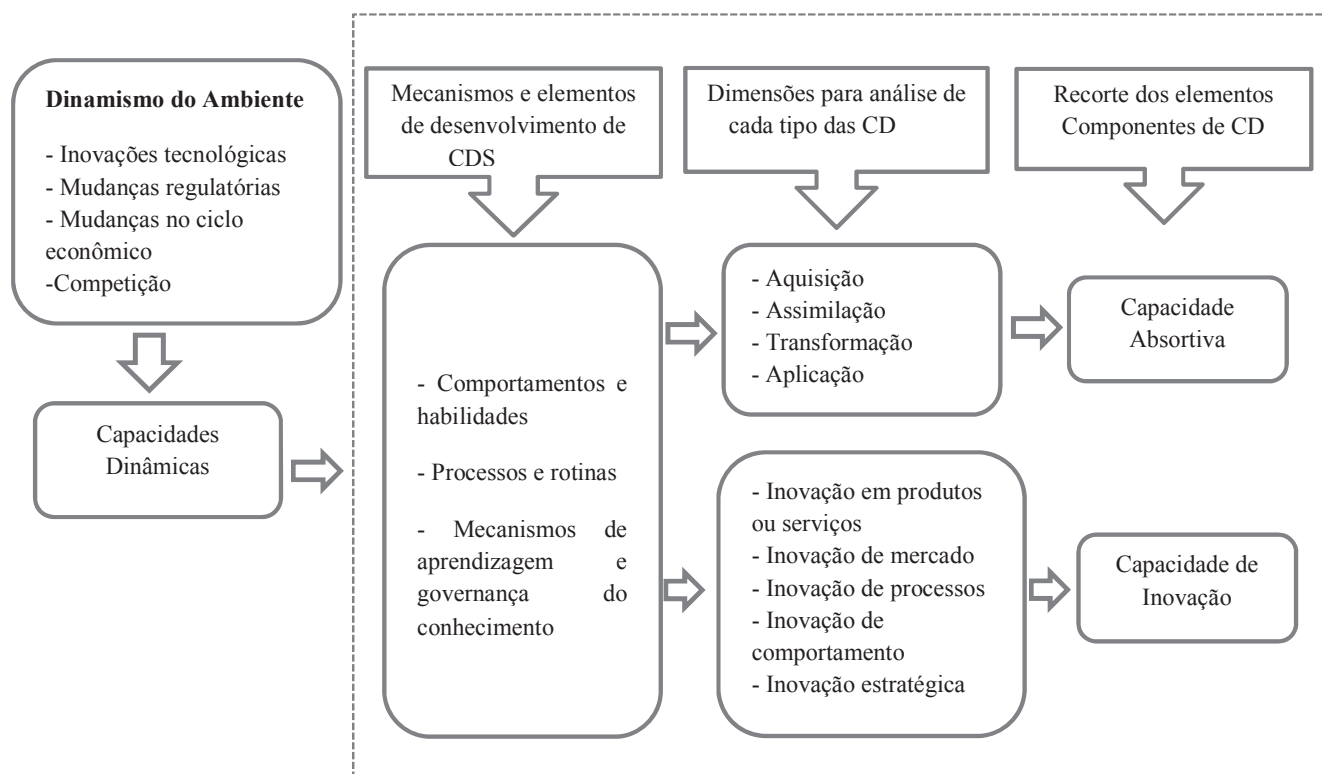 Dinamismo do Ambiente
- Inovações tecnológicas
- Mudanças regulatórias
- Mudanças no ciclo
econômico
-Competição
Capacidades
Dinâmicas
Mecanismos e elementos
de desenvolvimento de
CDS
- Comportamentos e
habilidades
- Processos e rotinas
- Mecanismos de
aprendizagem e
governança do
conhecimento
Dimensões para análise de
cada tipo das CD
- Aquisição
- Assimilação
- Transformação
- Aplicação
- Inovação em produtos
ou serviços
- Inovação de mercado
- Inovação de processos
- Inovação de
comportamento
- Inovação estratégica
Recorte dos elementos
Componentes de CD
Capacidade
Absortiva
Capacidade de
Inovação